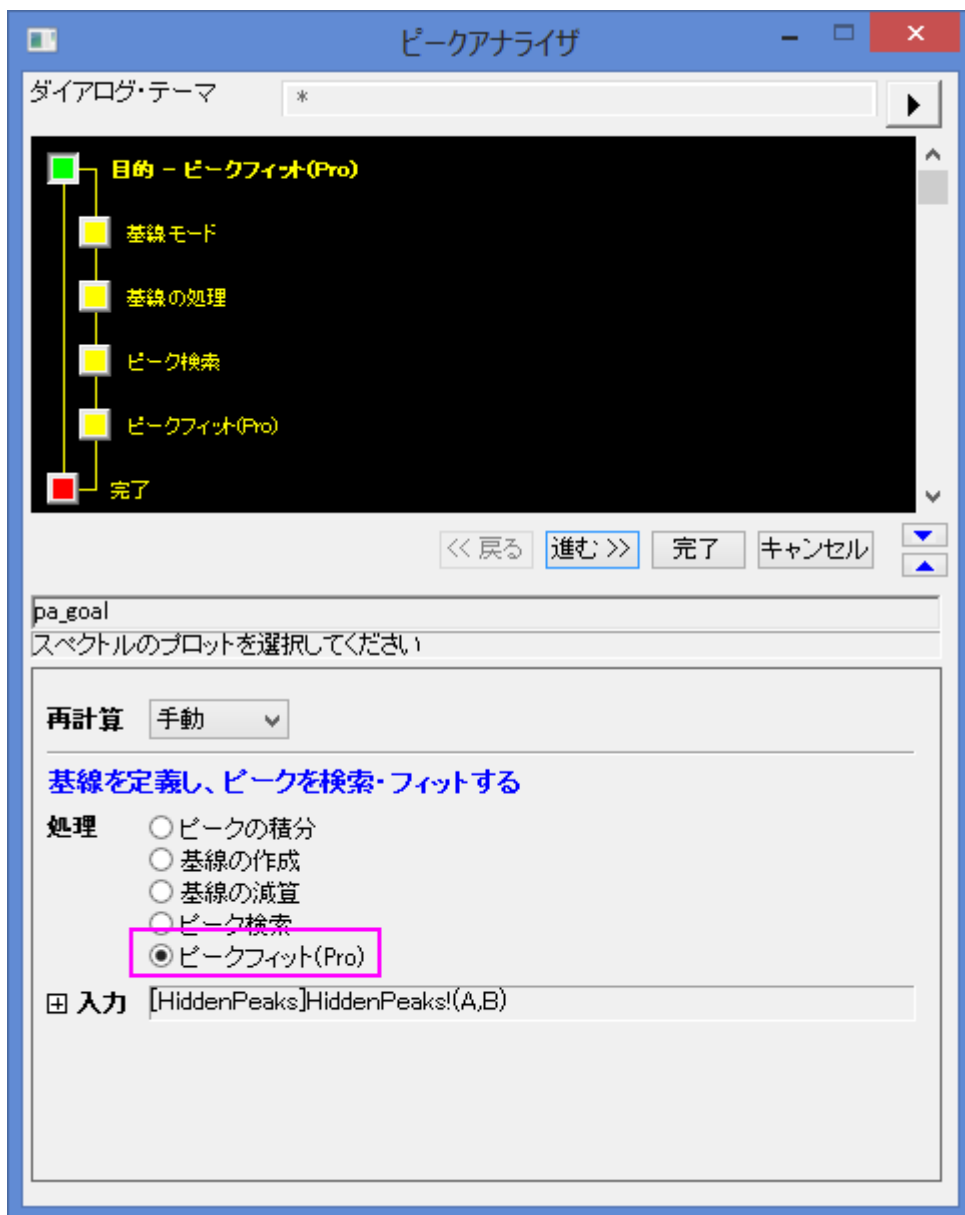 ピークアナライザ
ダイアログ・テーマ *
目的 - ピークフィット(Pro)
基線モード
基線の処理
ピーク検索
ピークフィット(Pro)
完了
<< 戻る 進む >> 完了 キャンセル
pa_goal
スペクトルのプロットを選択してください
再計算 手動
基線を定義し、ピークを検索・フィットする
処理 ピークの積分
基線の作成
基線の減算
ピーク検索
ピークフィット(Pro)
入力 [HiddenPeaks]HiddenPeaks!(A,B)